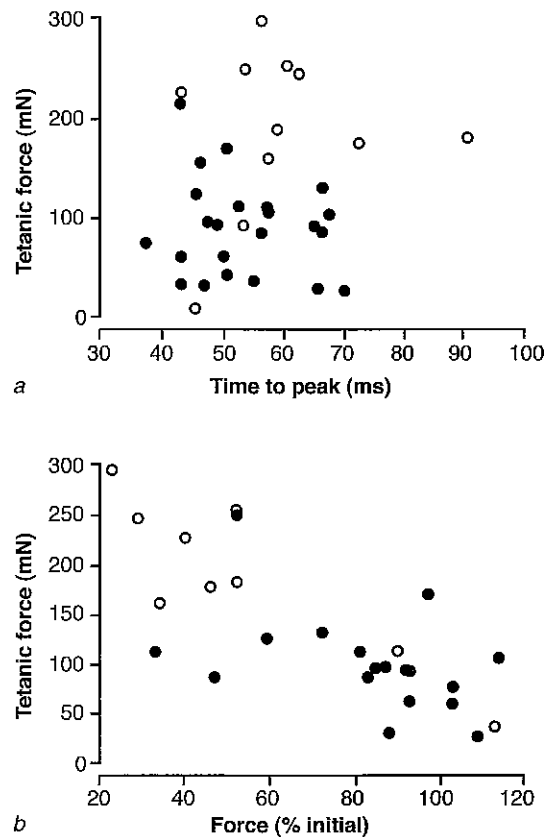 300
200
100
0
Tetanic force (mN)
30 40 50 60 70 80 90 100
a Time to peak (ms)
300
250
200
150
100
50
0
Tetanic force (mN)
20 40 60 80 100 120
b Force (% initial)